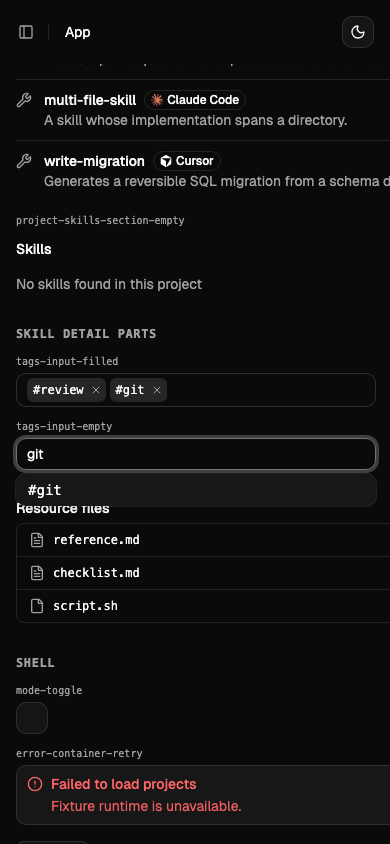 App
multi-file-skill Claude Code
A skill whose implementation spans a directory.
write-migration Cursor
Generates a reversible SQL migration from a schema d
project-skills-section-empty
Skills
No skills found in this project
SKILL DETAIL PARTS
tags-input-filled
#review × #git ×
tags-input-empty
git
#git
Resource files
reference.md
checklist.md
script.sh
SHELL
mode-toggle
error-container-retry
Failed to load projects
Fixture runtime is unavailable.